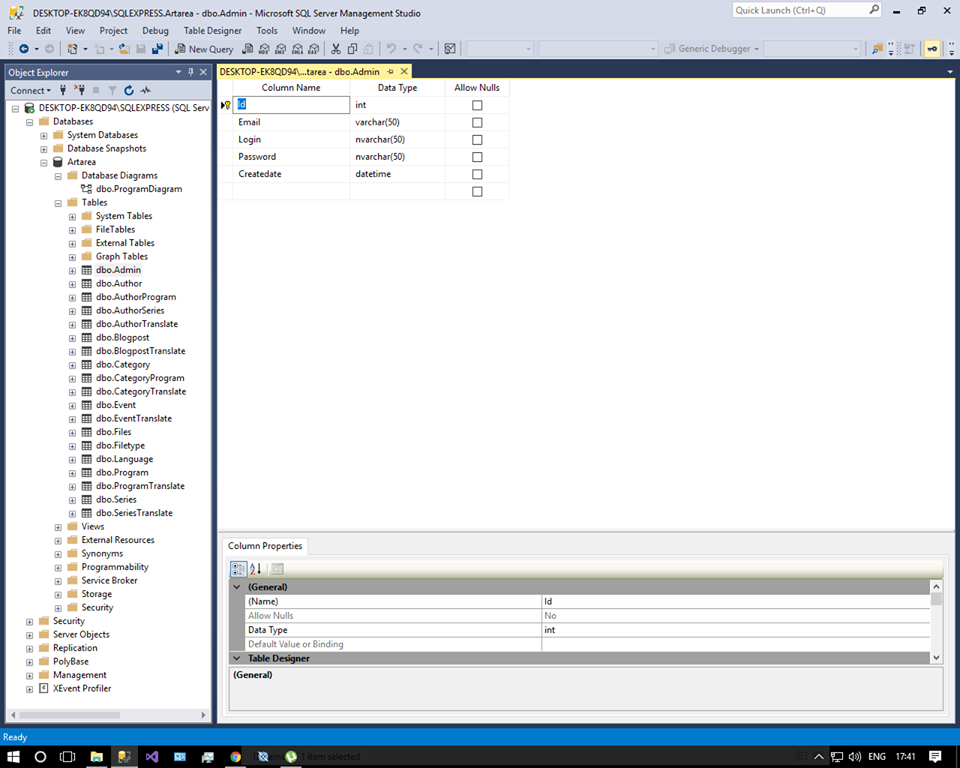 DESKTOP-EK8QD94\SQLEXPRESS.Artarea - dbo.Admin - Microsoft SQL Server Management Studio
Quick Launch (Ctrl+Q)
File Edit View Project Debug Table Designer Tools Window Help
New Query
Generic Debugger
Object Explorer
Connect
DESKTOP-EK8QD94\SQLEXPRESS (SQL Serv
Databases
System Databases
Database Snapshots
Artarea
Database Diagrams
dbo.ProgramDiagram
Tables
System Tables
FileTables
External Tables
Graph Tables
dbo.Admin
dbo.Author
dbo.AuthorProgram
dbo.AuthorSeries
dbo.AuthorTranslate
dbo.Blogpost
dbo.BlogpostTranslate
dbo.Category
dbo.CategoryProgram
dbo.CategoryTranslate
dbo.Event
dbo.EventTranslate
dbo.Files
dbo.Filetype
dbo.Language
dbo.Program
dbo.ProgramTranslate
dbo.Series
dbo.SeriesTranslate
Views
External Resources
Synonyms
Programmability
Service Broker
Storage
Security
Security
Server Objects
Replication
PolyBase
Management
XEvent Profiler
DESKTOP-EK8QD94\...tarea - dbo.Admin
Column Name Data Type Allow Nulls
Id int
Email varchar(50)
Login nvarchar(50)
Password nvarchar(50)
Createdate datetime
Column Properties
(General)
(Name) Id
Allow Nulls No
Data Type int
Default Value or Binding
Table Designer
(General)
Ready
1 item selected
ENG 17:41